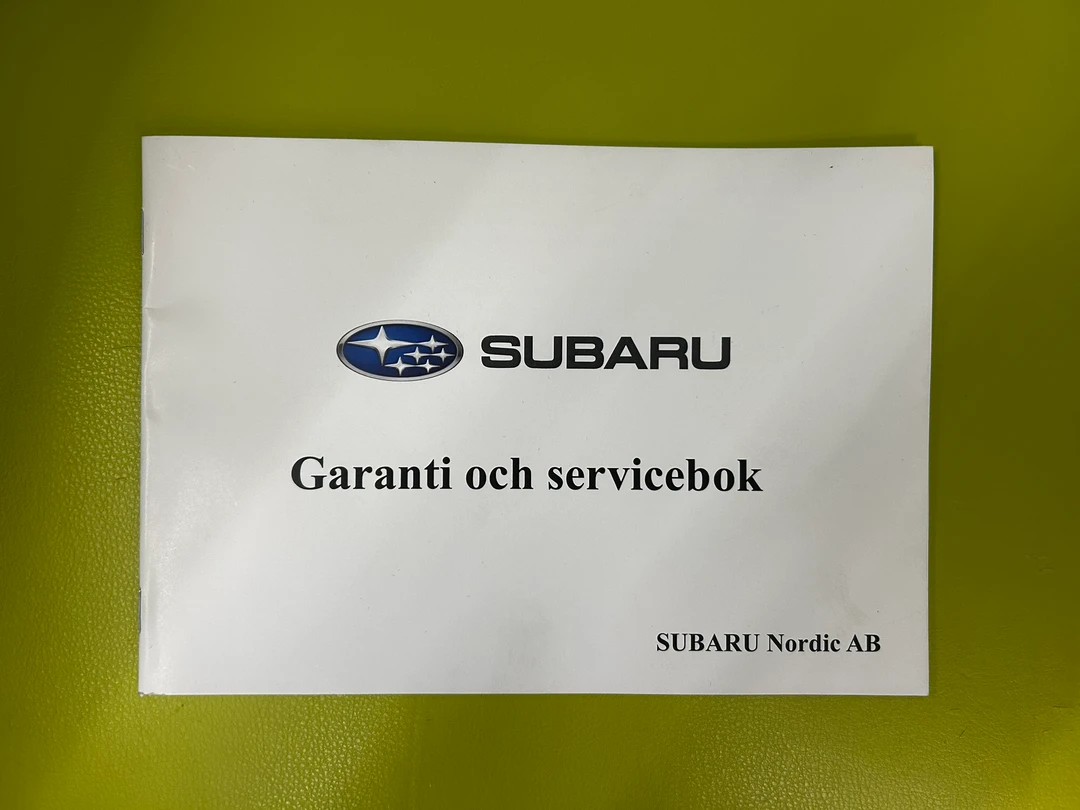 SUBARU
Garanti och servicebok
SUBARU Nordic AB